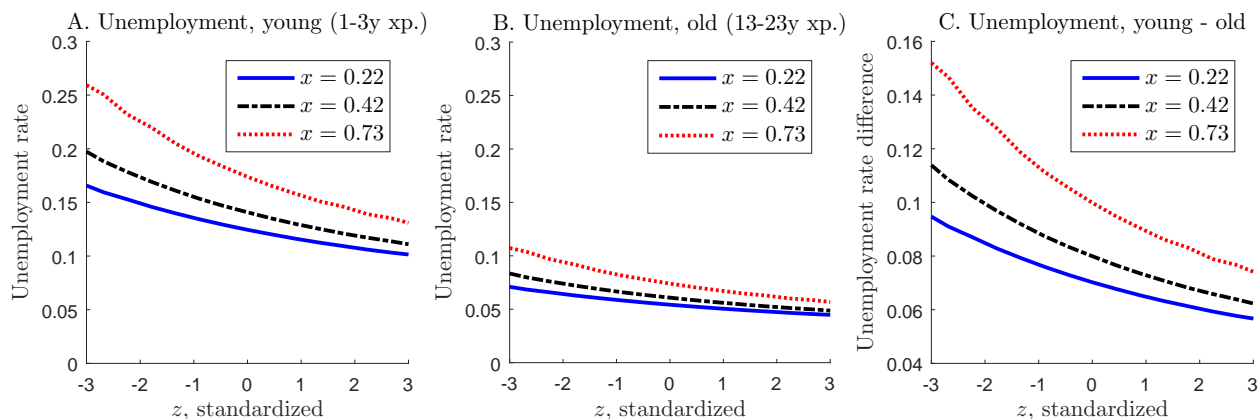 A. Unemployment, young (1-3y xp.)
Unemployment rate
0.3
0.25
0.2
0.15
0.1
0.05
0
x = 0.22
x = 0.42
x = 0.73
-3 -2 -1 0 1 2 3
z, standardized
B. Unemployment, old (13-23y xp.)
Unemployment rate
0.3
0.25
0.2
0.15
0.1
0.05
0
x = 0.22
x = 0.42
x = 0.73
-3 -2 -1 0 1 2 3
z, standardized
C. Unemployment, young - old
Unemployment rate difference
0.16
0.14
0.12
0.1
0.08
0.06
0.04
x = 0.22
x = 0.42
x = 0.73
-3 -2 -1 0 1 2 3
z, standardized